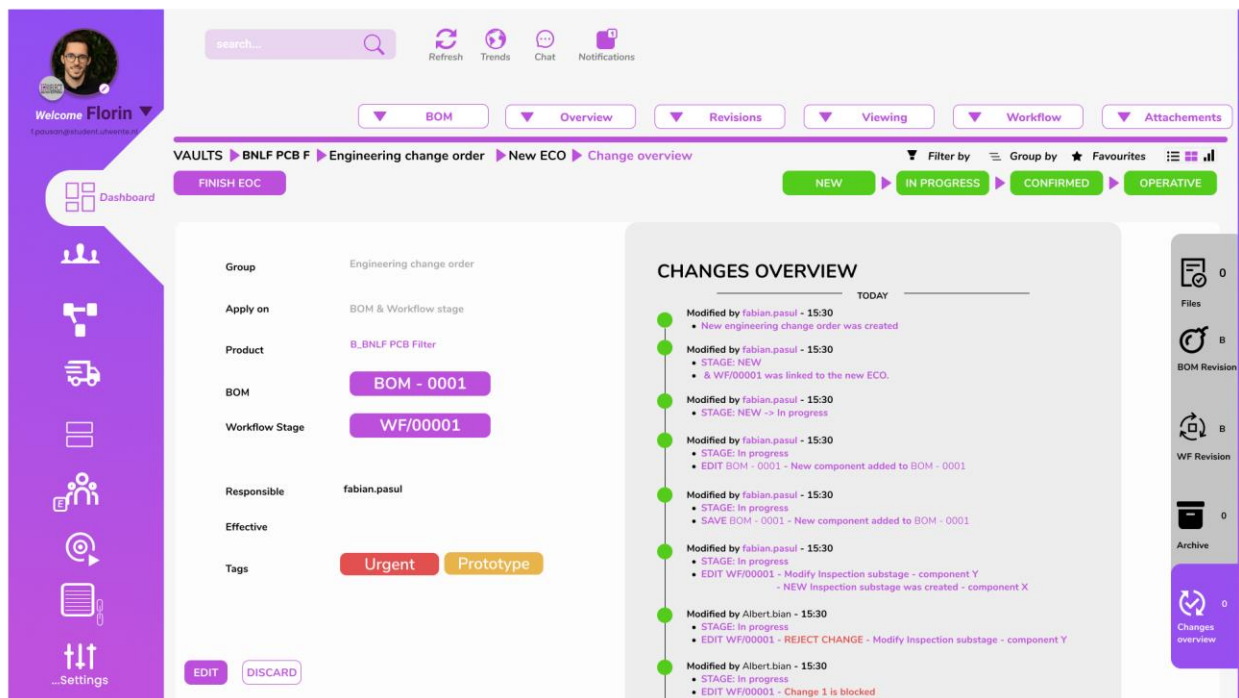 search...
Refresh
Trends
Chat
1
Notifications
Welcome Florin
f.pausan@student.utwente.nl
BOM
Overview
Revisions
Viewing
Workflow
Attachements
VAULTS BNLF PCB F Engineering change order New ECO Change overview
Filter by
Group by
Favourites
FINISH EOC
NEW
IN PROGRESS
CONFIRMED
OPERATIVE
Dashboard
E
...Settings
Group
Engineering change order
Apply on
BOM & Workflow stage
Product
B_BNLF PCB Filter
BOM
BOM - 0001
Workflow Stage
WF/00001
Responsible
fabian.pasul
Effective
Tags
Urgent
Prototype
EDIT
DISCARD
CHANGES OVERVIEW
TODAY
Modified by fabian.pasul - 15:30
• New engineering change order was created
Modified by fabian.pasul - 15:30
• STAGE: NEW
• & WF/00001 was linked to the new ECO.
Modified by fabian.pasul - 15:30
• STAGE: NEW -> In progress
Modified by fabian.pasul - 15:30
• STAGE: In progress
• EDIT BOM - 0001 - New component added to BOM - 0001
Modified by fabian.pasul - 15:30
• STAGE: In progress
• SAVE BOM - 0001 - New component added to BOM - 0001
Modified by fabian.pasul - 15:30
• STAGE: In progress
• EDIT WF/00001 - Modify Inspection substage - component Y
- NEW Inspection substage was created - component X
Modified by Albert.bian - 15:30
• STAGE: In progress
• EDIT WF/00001 - REJECT CHANGE - Modify Inspection substage - component Y
Modified by Albert.bian - 15:30
• STAGE: In progress
• EDIT WF/00001 - Change 1 is blocked
0
Files
B
BOM Revision
B
WF Revision
0
Archive
0
Changes
overview